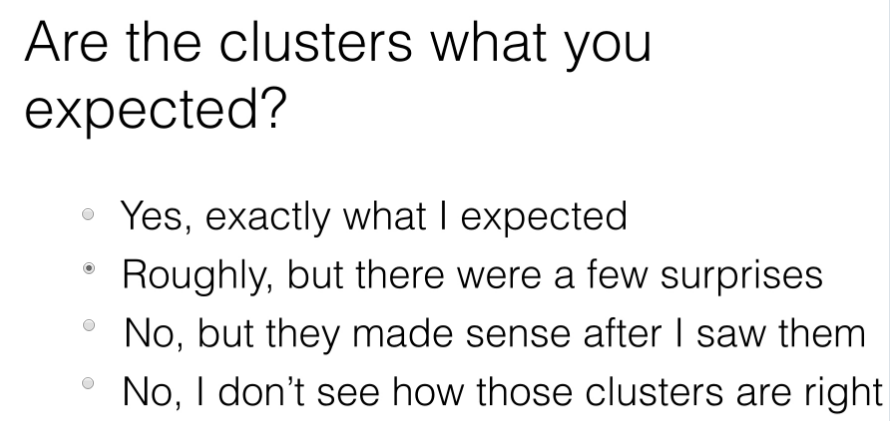 Are the clusters what you
expected?
Yes, exactly what I expected
Roughly, but there were a few surprises
No, but they made sense after I saw them
No, I don’t see how those clusters are right